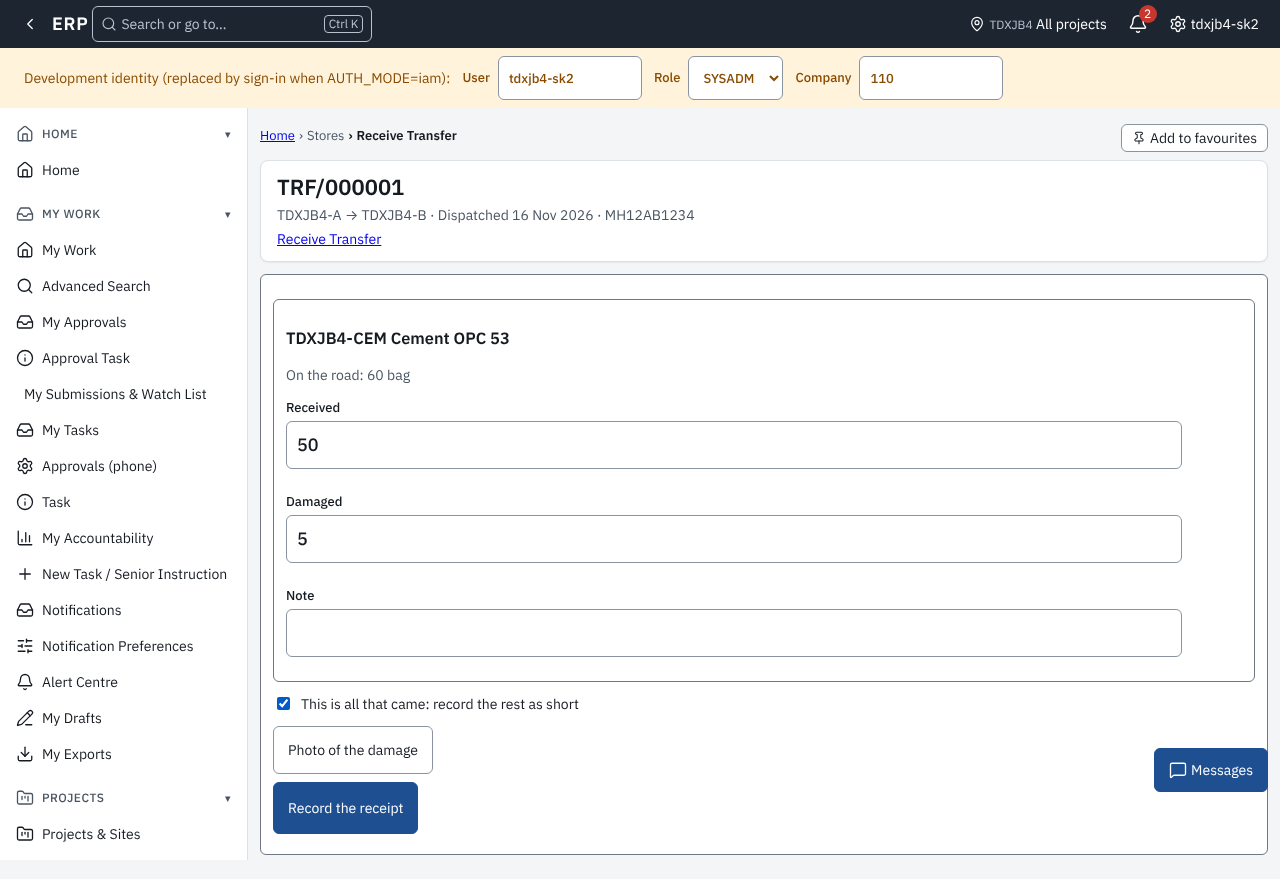 ERP
Search or go to...
Ctrl K
TDXJB4 All projects
2
tdxjb4-sk2
Development identity (replaced by sign-in when AUTH_MODE=iam):
User
tdxjb4-sk2
Role
SYSADM
Company
110
HOME
Home
MY WORK
My Work
Advanced Search
My Approvals
Approval Task
My Submissions & Watch List
My Tasks
Approvals (phone)
Task
My Accountability
New Task / Senior Instruction
Notifications
Notification Preferences
Alert Centre
My Drafts
My Exports
PROJECTS
Projects & Sites
Home › Stores › Receive Transfer
Add to favourites
TRF/000001
TDXJB4-A → TDXJB4-B · Dispatched 16 Nov 2026 · MH12AB1234
Receive Transfer
TDXJB4-CEM Cement OPC 53
On the road: 60 bag
Received
50
Damaged
5
Note
This is all that came: record the rest as short
Photo of the damage
Record the receipt
Messages